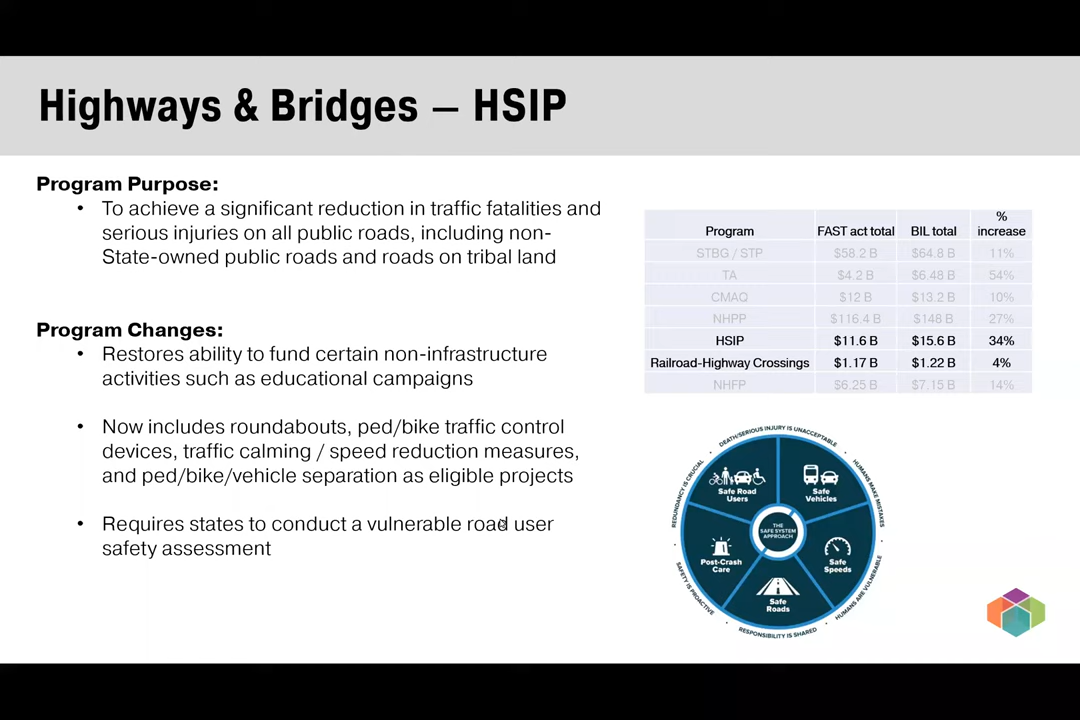 Highways & Bridges – HSIP
Program Purpose:
• To achieve a significant reduction in traffic fatalities and
serious injuries on all public roads, including non-
State-owned public roads and roads on tribal land
Program Changes:
• Restores ability to fund certain non-infrastructure
activities such as educational campaigns
• Now includes roundabouts, ped/bike traffic control
devices, traffic calming / speed reduction measures,
and ped/bike/vehicle separation as eligible projects
• Requires states to conduct a vulnerable road user
safety assessment
Program FAST act total BIL total % increase
STBG / STP $58.2 B $64.8 B 11%
TA $4.2 B $6.48 B 54%
CMAQ $12 B $13.2 B 10%
NHPP $116.4 B $148 B 27%
HSIP $11.6 B $15.6 B 34%
Railroad-Highway Crossings $1.17 B $1.22 B 4%
NHFP $6.25 B $7.15 B 14%
DEATH/SERIOUS INJURY IS UNACCEPTABLE
HUMANS MAKE MISTAKES
HUMANS ARE VULNERABLE
RESPONSIBILITY IS SHARED
SAFETY IS PROACTIVE
REDUNDANCY IS CRUCIAL
Safe Road
Users
Safe
Vehicles
THE
SAFE SYSTEM
APPROACH
Post-Crash
Care
Safe
Speeds
Safe
Roads